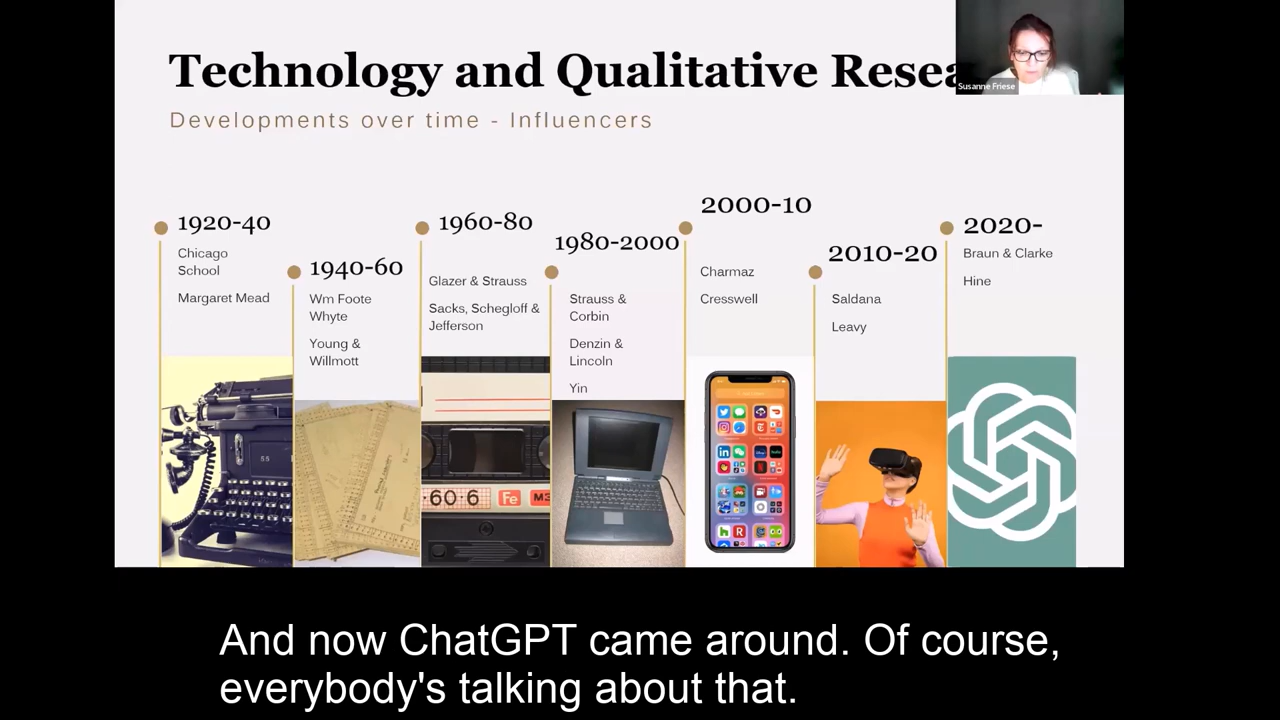 Technology and Qualitative Resea
Susanne Friese
Developments over time - Influencers
1920-40
Chicago
School
Margaret Mead
1940-60
Wm Foote
Whyte
Young &
Willmott
1960-80
Glazer & Strauss
Sacks, Schegloff &
Jefferson
1980-2000
Strauss &
Corbin
Denzin &
Lincoln
Yin
2000-10
Charmaz
Cresswell
2010-20
Saldana
Leavy
2020-
Braun & Clarke
Hine
55
60 6
Fe
M3
And now ChatGPT came around. Of course,
everybody's talking about that.